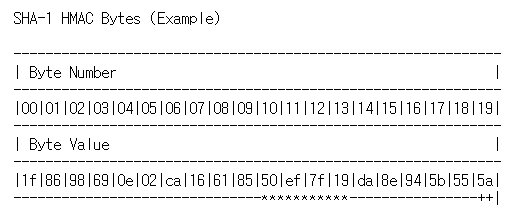 SHA-1 HMAC Bytes (Example)
-------------------------------------------------------------
| Byte Number                                               |
-------------------------------------------------------------
|00|01|02|03|04|05|06|07|08|09|10|11|12|13|14|15|16|17|18|19|
-------------------------------------------------------------
| Byte Value                                                |
-------------------------------------------------------------
|1f|86|98|69|0e|02|ca|16|61|85|50|ef|7f|19|da|8e|94|5b|55|5a|
-------------------------------***********----------------++|